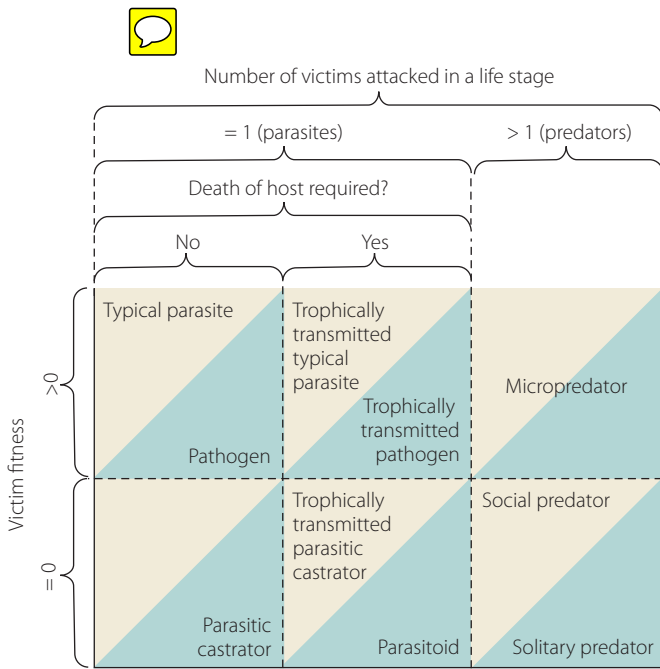 Number of victims attacked in a life stage
= 1 (parasites)
> 1 (predators)
Death of host required?
No
Yes
Victim fitness
>0
Typical parasite
Pathogen
Trophically
transmitted
typical
parasite
Trophically
transmitted
pathogen
Micropredator
= 0
Parasitic
castrator
Trophically
transmitted
parasitic
castrator
Parasitoid
Social predator
Solitary predator